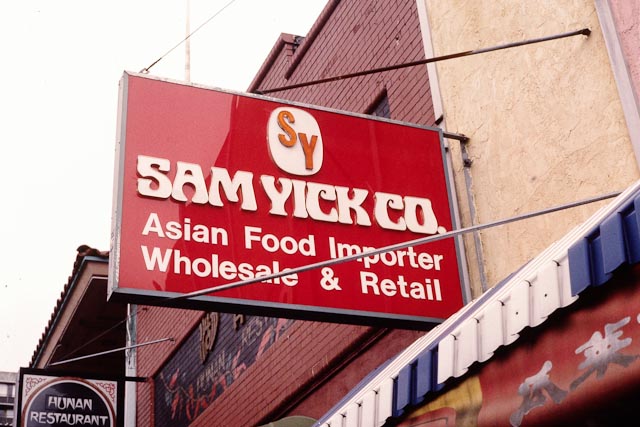 SY
SAM YICK CO.
Asian Food Importer
Wholesale & Retail
HUNAN
RESTAURANT